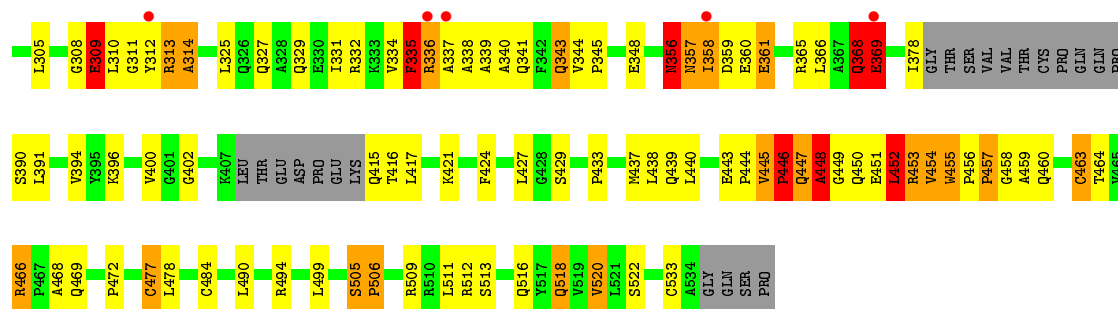 L305 G308 E309 L310 G311 Y312 R313 A314 L325 Q326 Q327 A328 Q329 E330 I331 R332 K333 V334 F335 R336 A337 A338 A339 A340 Q341 F342 Q343 V344 P345 E348 N356 N357 I358 D359 E360 E361 R365 L366 A367 Q368 E369 I378 GLY THR SER VAL VAL THR CYS PRO GLN GLN PRO
S390 L391 V394 Y395 K396 V400 G401 G402 K407 LEU THR GLU ASP PRO GLU LYS Q415 T416 L417 K421 F424 L427 G428 S429 P433 M437 L438 Q439 L440 E443 P444 V445 P446 Q447 A448 G449 Q450 E451 L452 R453 V454 W455 P456 P457 G458 A459 Q460 C463 T464 V465
R466 P467 A468 Q469 P472 C477 L478 C484 L490 R494 L499 S505 P506 R509 R510 L511 R512 S513 Q516 Y517 Q518 V519 V520 L521 S522 C533 A534 GLY GLN SER PRO